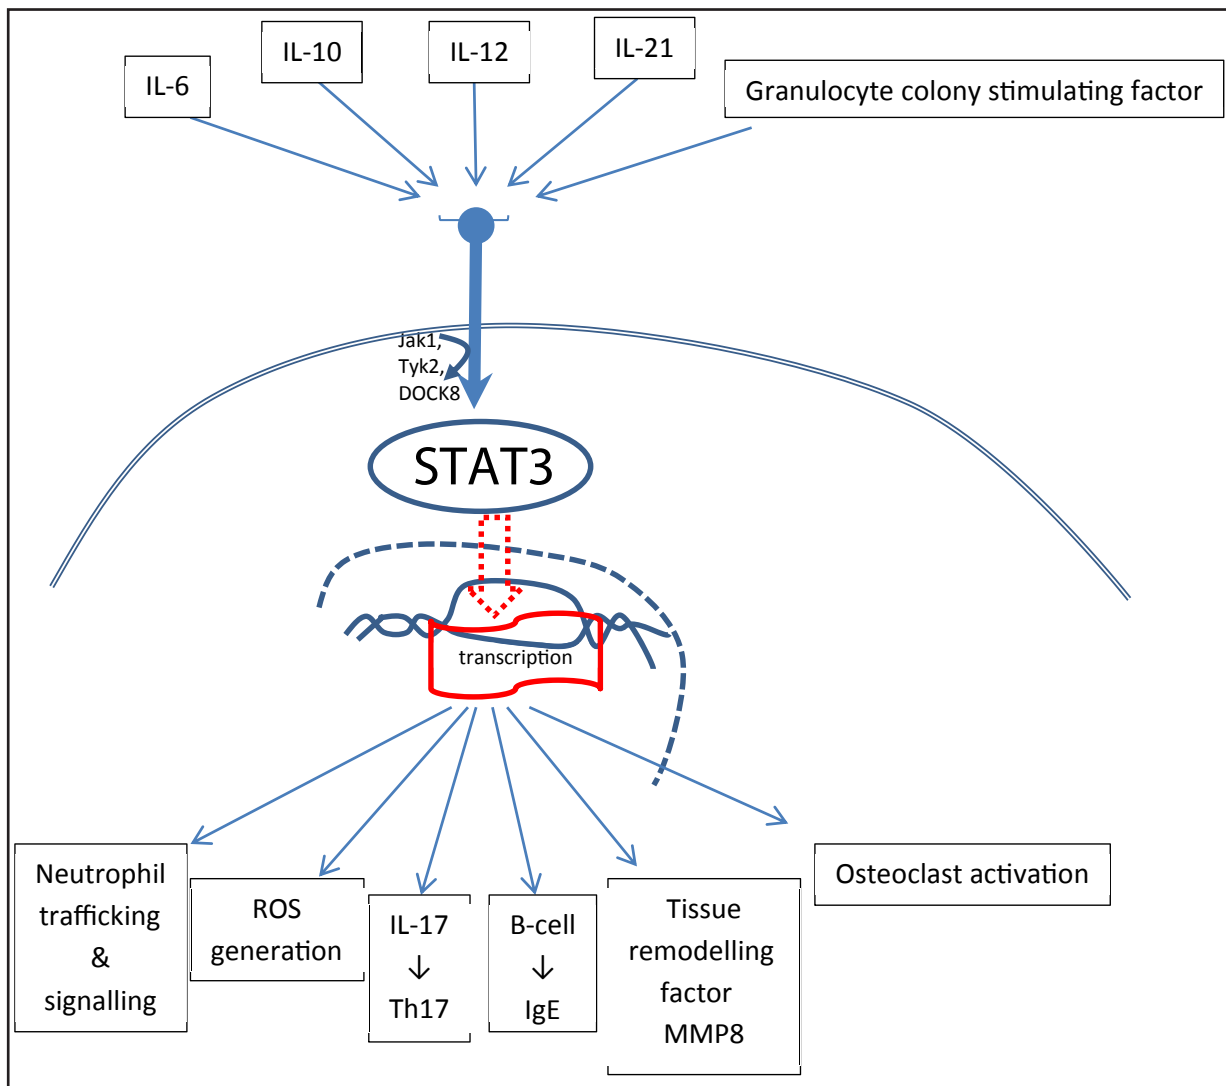 IL-6
IL-10
IL-12
IL-21
Granulocyte colony stimulating factor
Jak1,
Tyk2,
DOCK8
STAT3
transcription
Neutrophil
trafficking
&
signalling
ROS
generation
IL-17
↓
Th17
B-cell
↓
IgE
Tissue
remodelling
factor
MMP8
Osteoclast activation